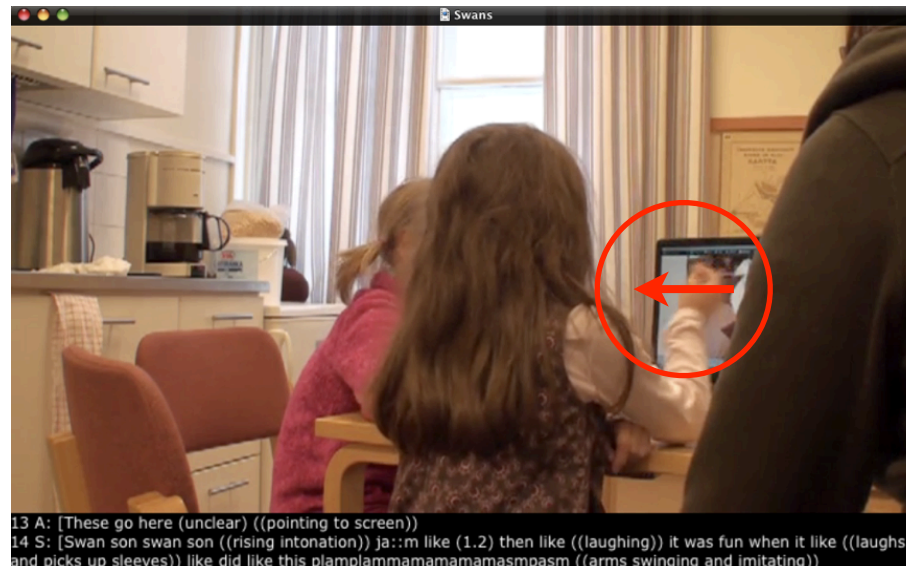 Swans
13 A: [These go here (unclear) ((pointing to screen))
14 S: [Swan son swan son ((rising intonation)) ja::m like (1.2) then like ((laughing)) it was fun when it like ((laughs
and picks up sleeves)) like did like this plamplammamamamamasmpasm ((arms swinging and imitating))